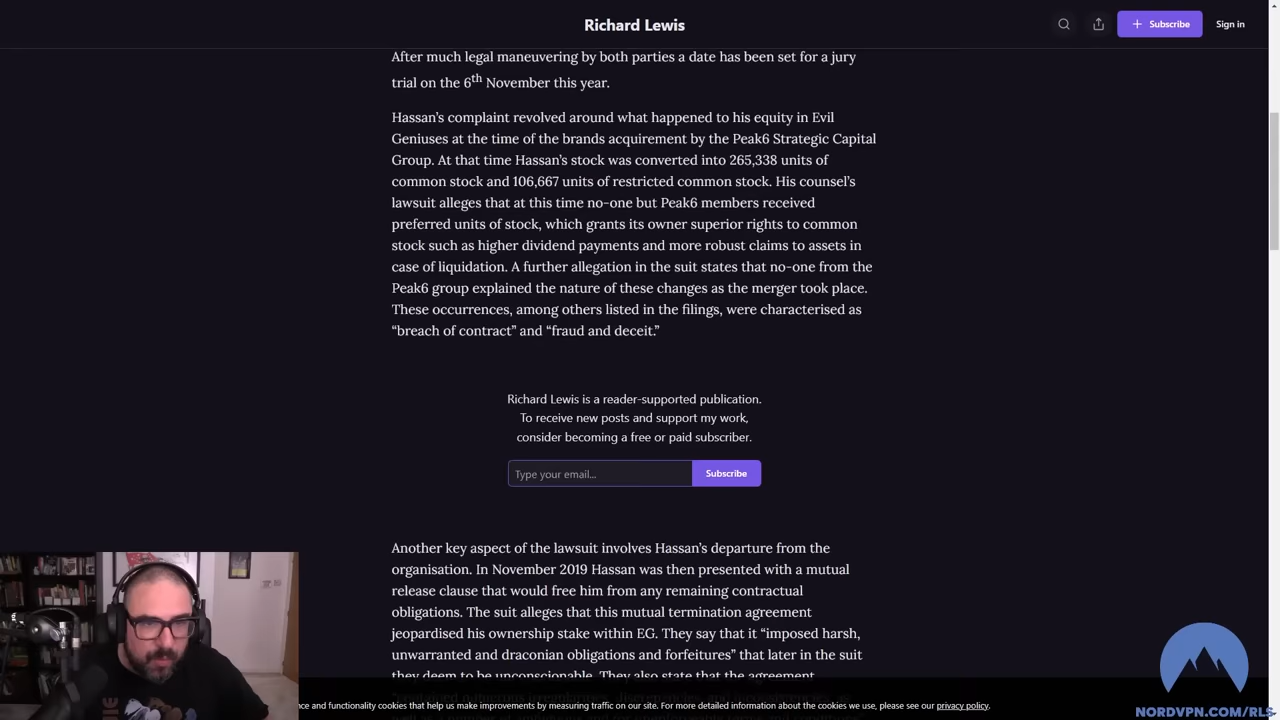 Richard Lewis
Subscribe
Sign in
After much legal maneuvering by both parties a date has been set for a jury
trial on the 6th November this year.
Hassan's complaint revolved around what happened to his equity in Evil
Geniuses at the time of the brands acquirement by the Peak6 Strategic Capital
Group. At that time Hassan's stock was converted into 265,338 units of
common stock and 106,667 units of restricted common stock. His counsel's
lawsuit alleges that at this time no-one but Peak6 members received
preferred units of stock, which grants its owner superior rights to common
stock such as higher dividend payments and more robust claims to assets in
case of liquidation. A further allegation in the suit states that no-one from the
Peak6 group explained the nature of these changes as the merger took place.
These occurrences, among others listed in the filings, were characterised as
“breach of contract” and “fraud and deceit.”
Richard Lewis is a reader-supported publication.
To receive new posts and support my work,
consider becoming a free or paid subscriber.
Type your email...
Subscribe
Another key aspect of the lawsuit involves Hassan's departure from the
organisation. In November 2019 Hassan was then presented with a mutual
release clause that would free him from any remaining contractual
obligations. The suit alleges that this mutual termination agreement
jeopardised his ownership stake within EG. They say that it “imposed harsh,
unwarranted and draconian obligations and forfeitures” that later in the suit
they deem to be unconscionable. They also state that the agreement
and functionality cookies that help us make improvements by measuring traffic on our site. For more detailed information about the cookies we use, please see our privacy policy.
NORDVPN.COM/RLS